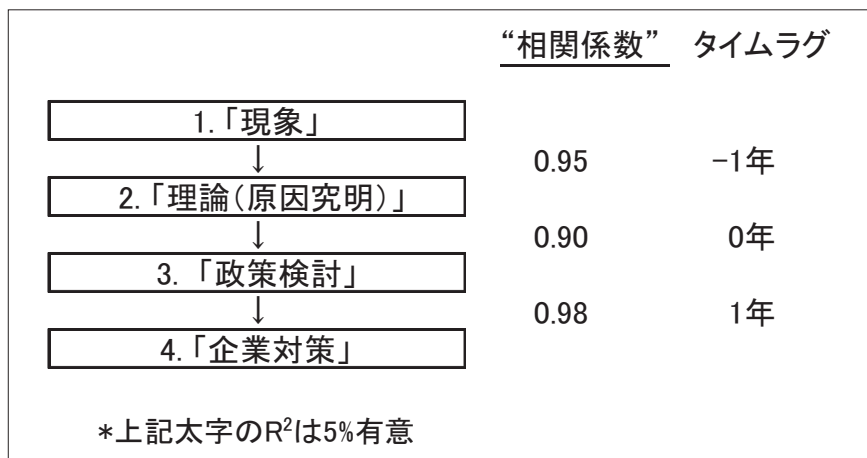 “相関係数” タイムラグ
1.「現象」
↓ 0.95 −1年
2.「理論(原因究明)」
↓ 0.90 0年
3. 「政策検討」
↓ 0.98 1年
4.「企業対策」
*上記太字のR²は5%有意